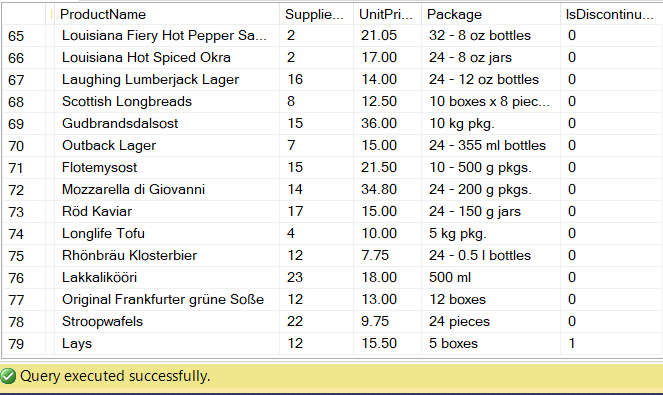 ProductName Supplie... UnitPri... Package IsDiscontinu...
65 Louisiana Fiery Hot Pepper Sa... 2 21.05 32 - 8 oz bottles 0
66 Louisiana Hot Spiced Okra 2 17.00 24 - 8 oz jars 0
67 Laughing Lumberjack Lager 16 14.00 24 - 12 oz bottles 0
68 Scottish Longbreads 8 12.50 10 boxes x 8 piec... 0
69 Gudbrandsdalsost 15 36.00 10 kg pkg. 0
70 Outback Lager 7 15.00 24 - 355 ml bottles 0
71 Flotemysost 15 21.50 10 - 500 g pkgs. 0
72 Mozzarella di Giovanni 14 34.80 24 - 200 g pkgs. 0
73 Röd Kaviar 17 15.00 24 - 150 g jars 0
74 Longlife Tofu 4 10.00 5 kg pkg. 0
75 Rhönbräu Klosterbier 12 7.75 24 - 0.5 l bottles 0
76 Lakkalikööri 23 18.00 500 ml 0
77 Original Frankfurter grüne Soße 12 13.00 12 boxes 0
78 Stroopwafels 22 9.75 24 pieces 0
79 Lays 12 15.50 5 boxes 1
Query executed successfully.